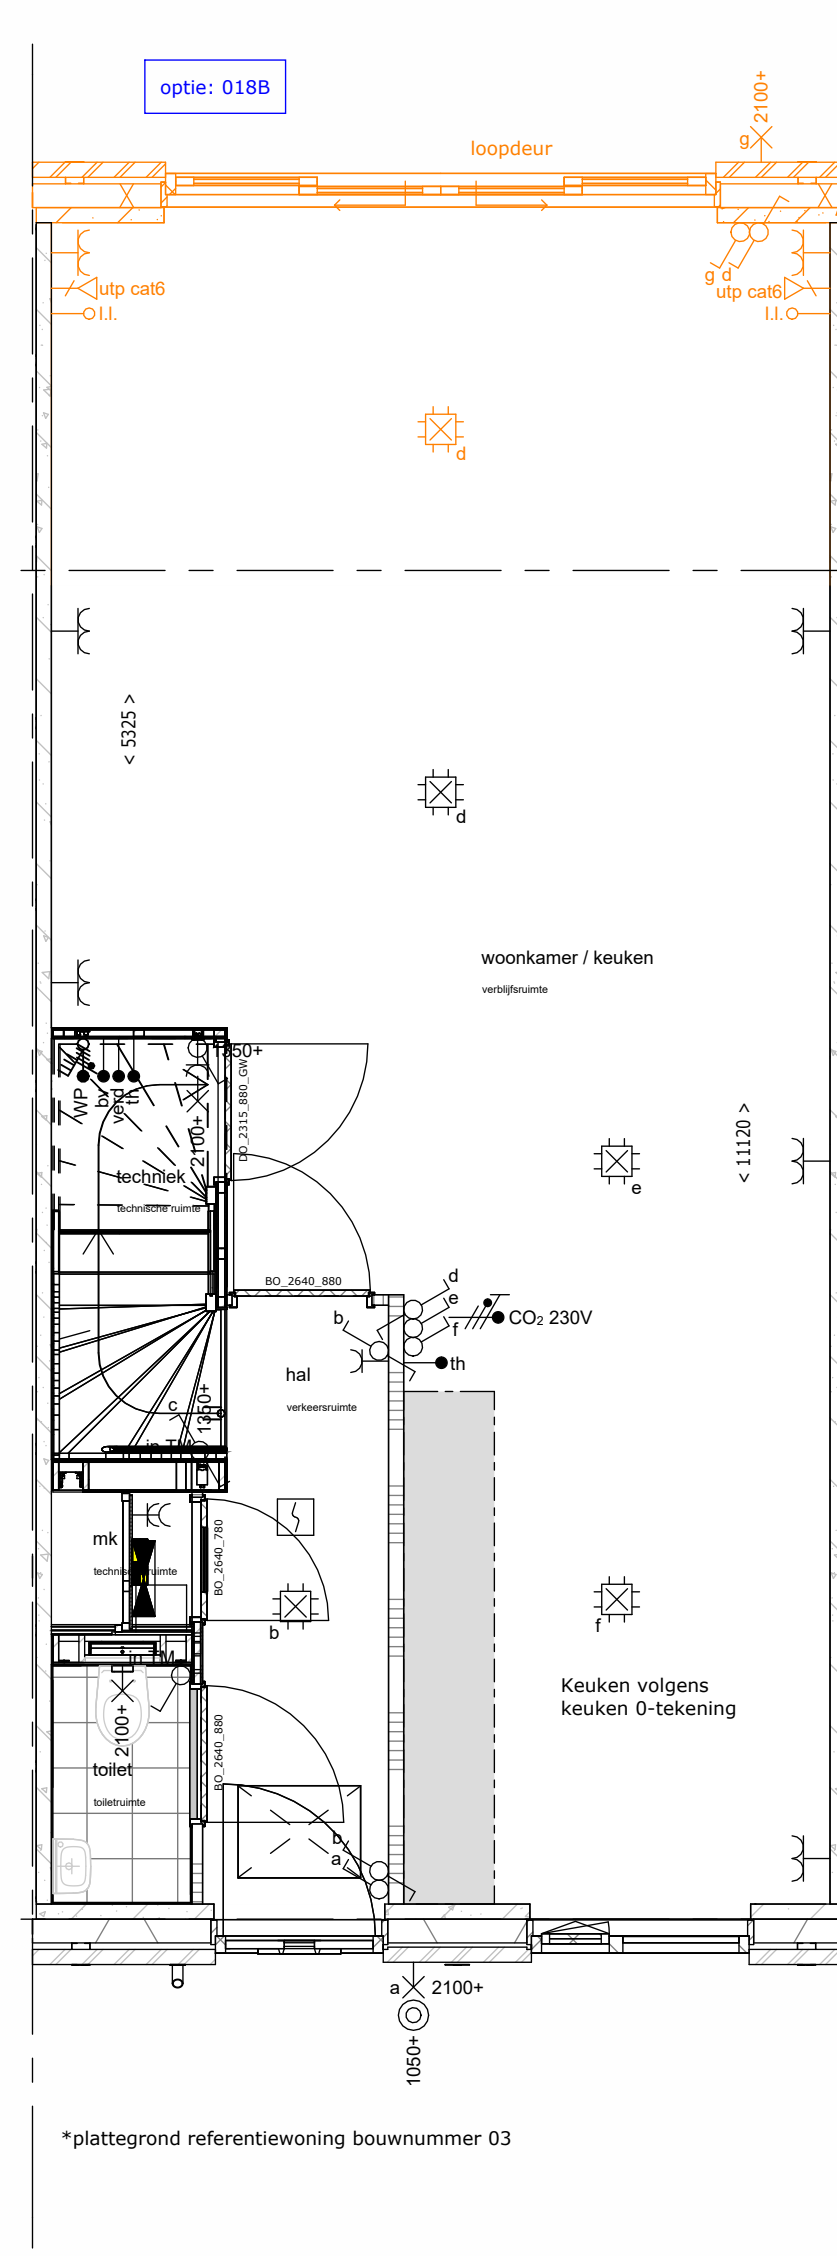 optie: 018B
2100+
g
loopdeur
g d
utp cat6
utp cat6
l.l.
l.l.
d
< 5325 >
d
woonkamer / keuken
verblijfsruimte
1350+
WP
bv
verd
th
2100+
DO_2315_880_GW
< 11120 >
techniek
technische ruimte
e
BO_2640_880
d
e
f
b
CO₂ 230V
th
hal
verkeersruimte
c
1350+
mk
BO_2640_780
b
f
Keuken volgens
keuken 0-tekening
2100+
BO_2640_880
toilet
toiletruimte
b
a
a
2100+
1050+
*plattegrond referentiewoning bouwnummer 03